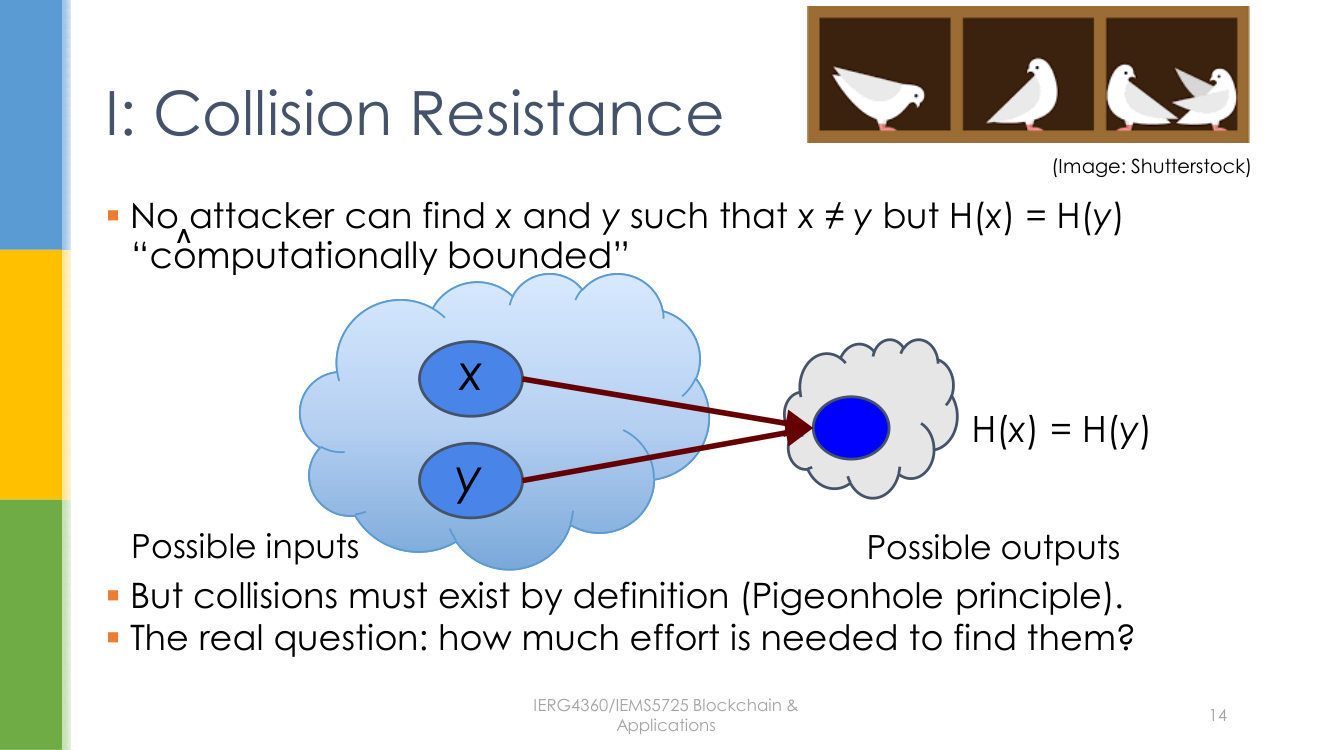 I: Collision Resistance
(Image: Shutterstock)
▪ No attacker can find x and y such that x ≠ y but H(x) = H(y)
^
“computationally bounded”
x
y
H(x) = H(y)
Possible inputs
Possible outputs
▪ But collisions must exist by definition (Pigeonhole principle).
▪ The real question: how much effort is needed to find them?
IERG4360/IEMS5725 Blockchain &
Applications
14